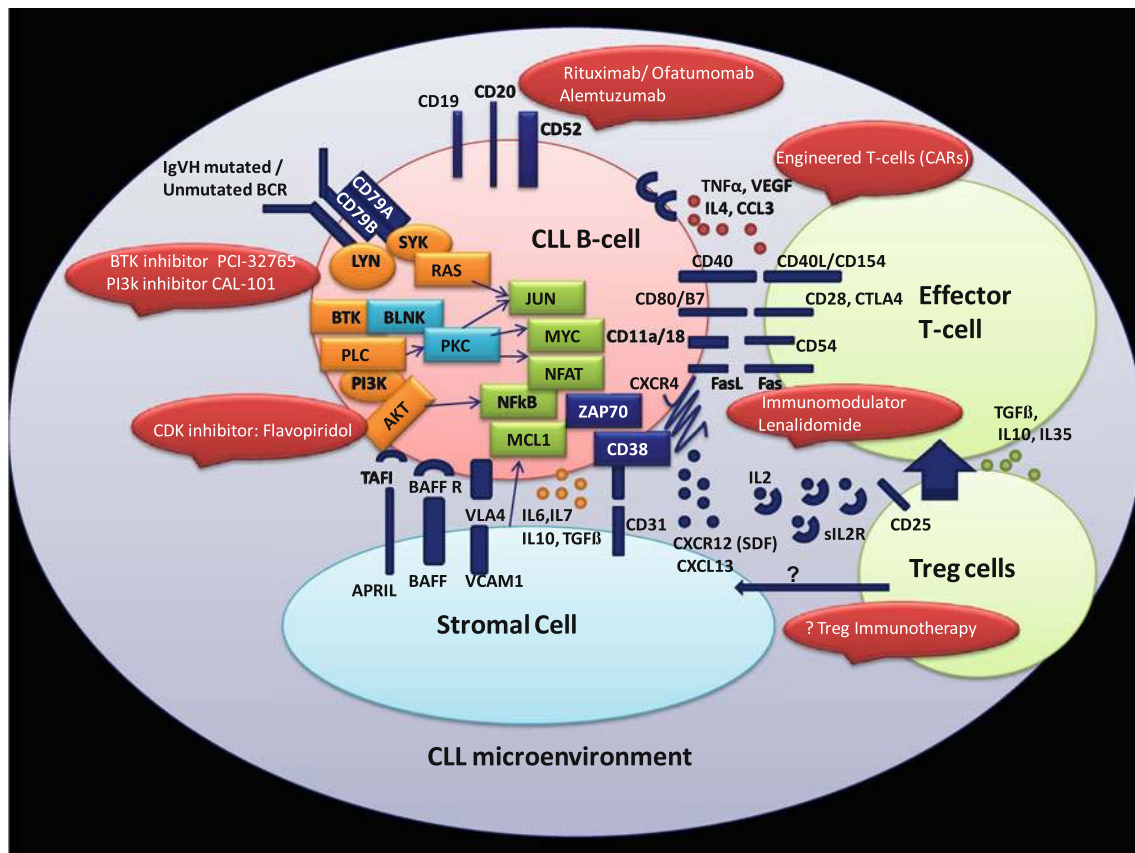 Rituximab/ Ofatumomab
Alemtuzumab
CD19
CD20
CD52
Engineered T-cells (CARs)
IgVH mutated /
Unmutated BCR
CD79A
CD79B
TNFα, VEGF
IL4, CCL3
CLL B-cell
SYK
LYN
RAS
BTK inhibitor PCI-32765
PI3k inhibitor CAL-101
CD40
CD40L/CD154
JUN
CD80/B7
CD28, CTLA4
Effector
T-cell
BTK
BLNK
MYC
CD11a/18
CD54
PLC
PKC
NFAT
FasL
Fas
PI3K
CXCR4
AKT
NFkB
ZAP70
Immunomodulator
Lenalidomide
TGFß,
IL10, IL35
CDK inhibitor: Flavopiridol
MCL1
CD38
TAFI
BAFF R
IL2
VLA4
IL6,IL7
IL10, TGFß
CD31
sIL2R
CD25
CXCR12 (SDF)
CXCL13
APRIL
BAFF
VCAM1
?
Treg cells
Stromal Cell
? Treg Immunotherapy
CLL microenvironment